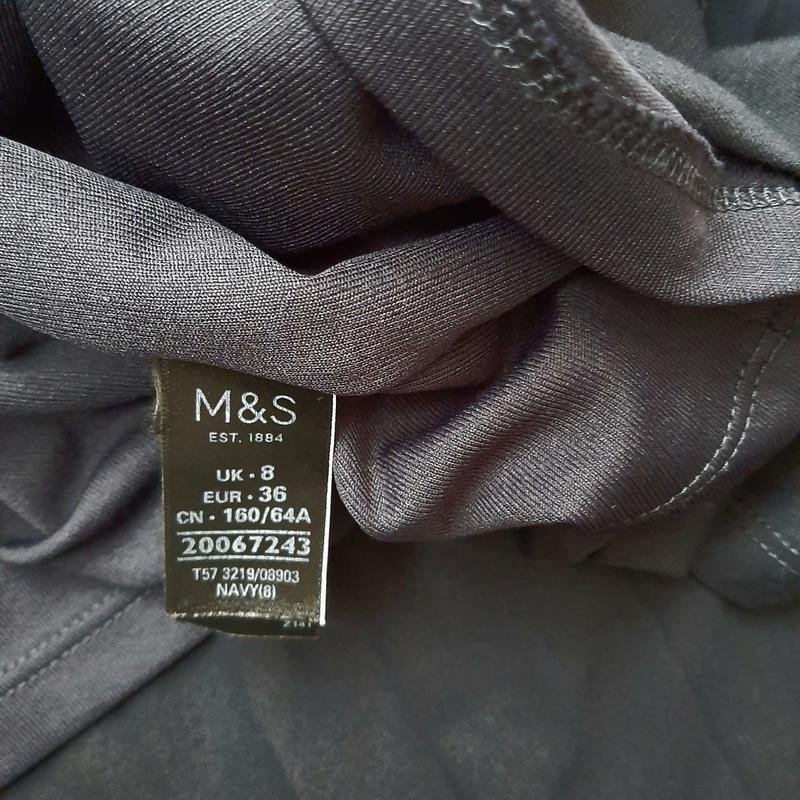 M&S
EST. 1884
UK · 8
EUR · 36
CN · 160/64A
20067243
T57 3219/08903
NAVY(8)